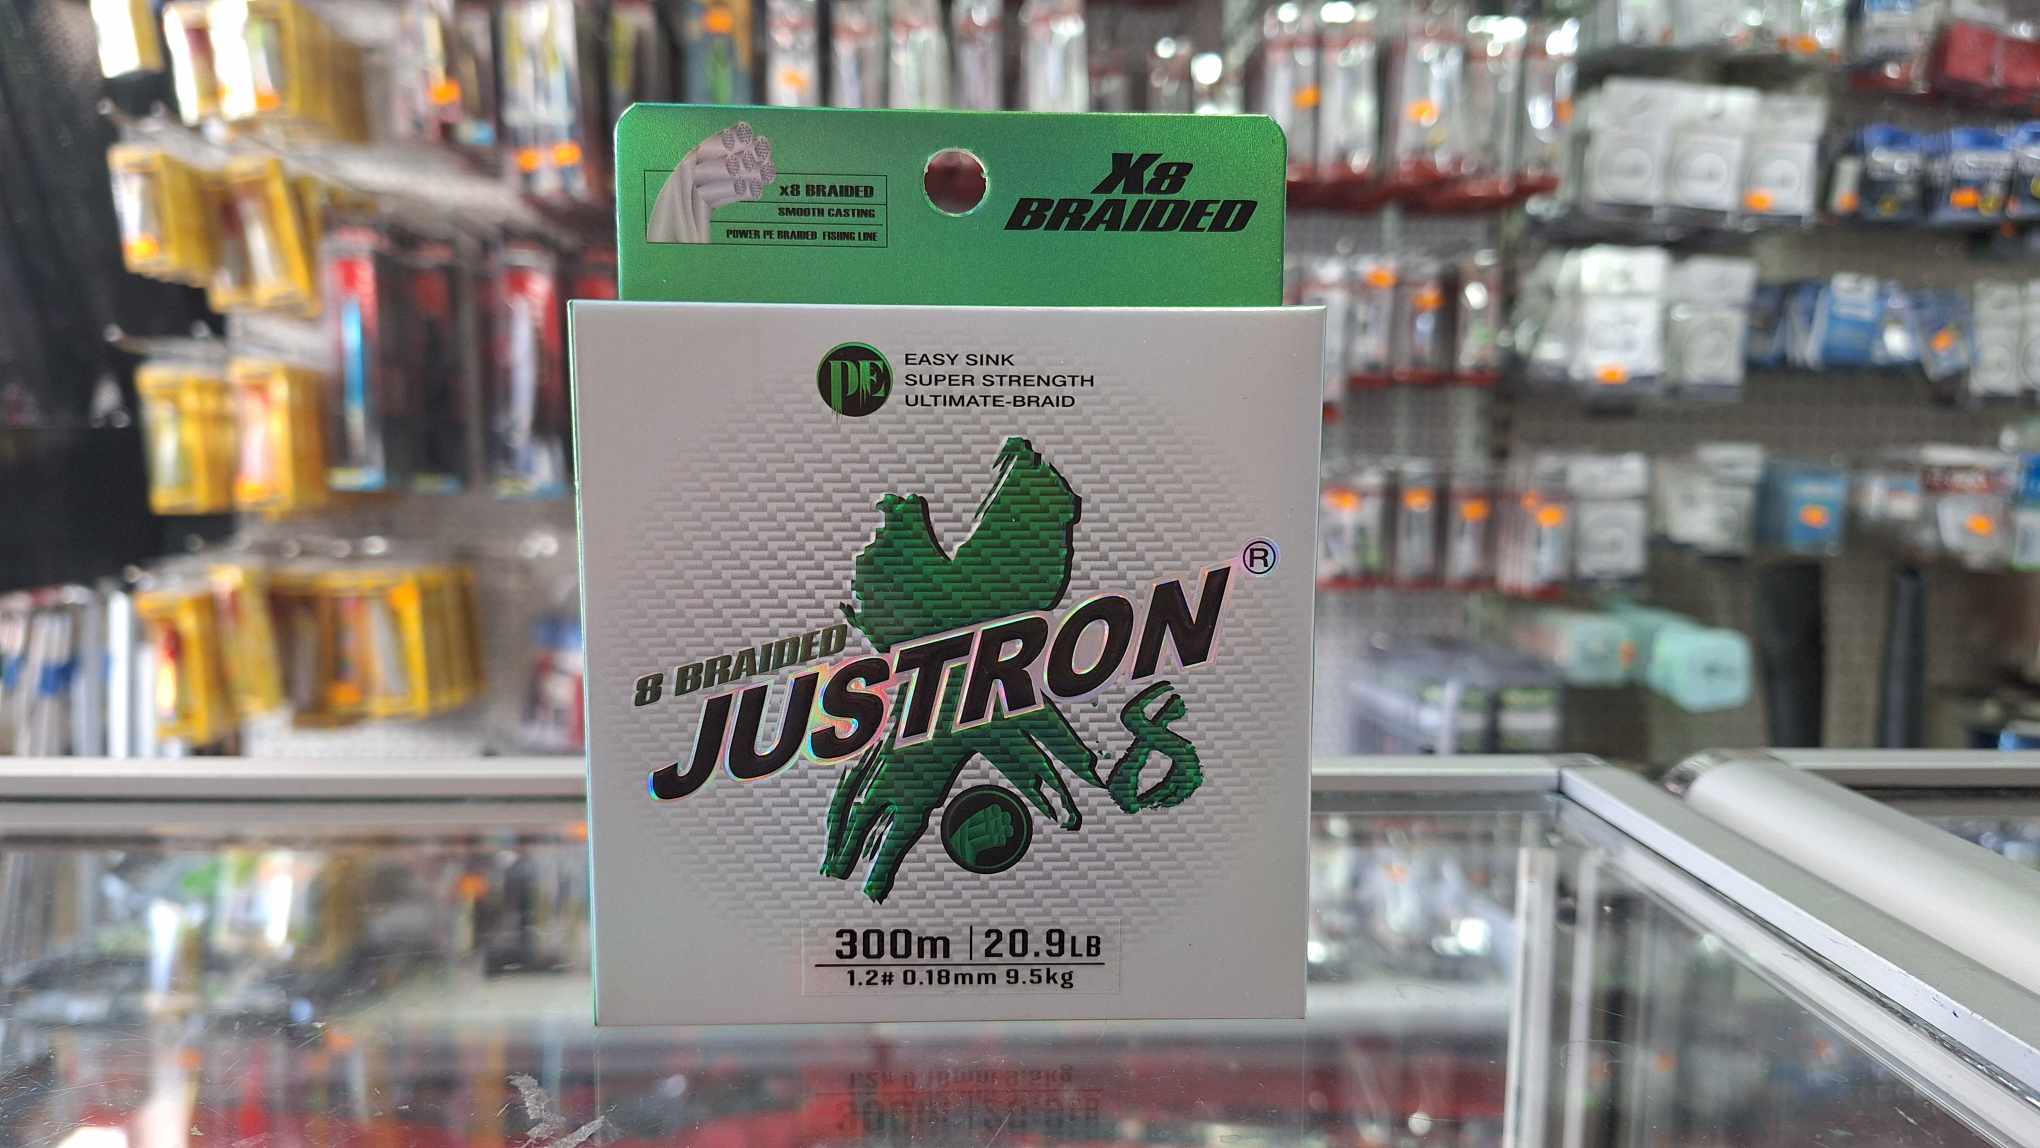 x8 BRAIDED
SMOOTH CASTING
POWER PE BRAIDED FISHING LINE
X8
BRAIDED
PE
EASY SINK
SUPER STRENGTH
ULTIMATE-BRAID
8 BRAIDED
JUSTRON®
8
300m | 20.9LB
1.2# 0.18mm 9.5kg